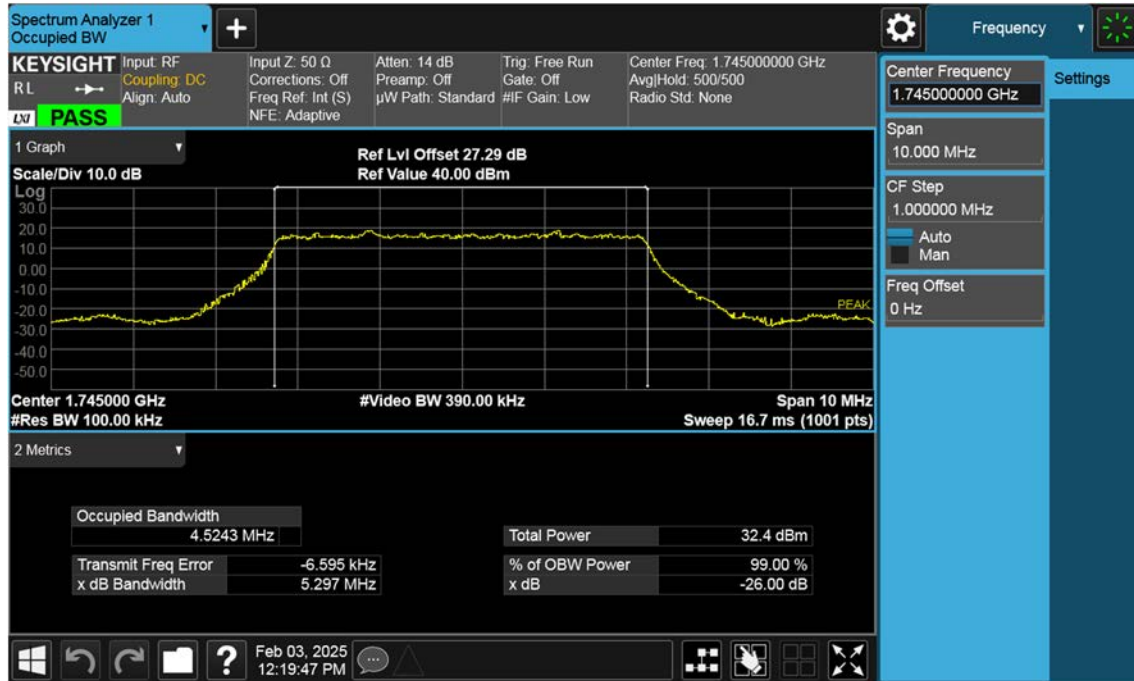 Spectrum Analyzer 1
Occupied BW
+
Frequency
KEYSIGHT
R L
LXI PASS
Input: RF
Coupling: DC
Align: Auto
Input Z: 50 Ω
Corrections: Off
Freq Ref: Int (S)
NFE: Adaptive
Atten: 14 dB
Preamp: Off
µW Path: Standard
Trig: Free Run
Gate: Off
#IF Gain: Low
Center Freq: 1.745000000 GHz
Avg|Hold: 500/500
Radio Std: None
1 Graph
Scale/Div 10.0 dB
Ref Lvl Offset 27.29 dB
Ref Value 40.00 dBm
Log
30.0
20.0
10.0
0.00
-10.0
-20.0
-30.0
-40.0
-50.0
PEAK
Center 1.745000 GHz
#Video BW 390.00 kHz
Span 10 MHz
#Res BW 100.00 kHz
Sweep 16.7 ms (1001 pts)
2 Metrics
Occupied Bandwidth
4.5243 MHz
Total Power 32.4 dBm
Transmit Freq Error -6.595 kHz
% of OBW Power 99.00 %
x dB Bandwidth 5.297 MHz
x dB -26.00 dB
Center Frequency
1.745000000 GHz
Settings
Span
10.000 MHz
CF Step
1.000000 MHz
Auto
Man
Freq Offset
0 Hz
?
Feb 03, 2025
12:19:47 PM